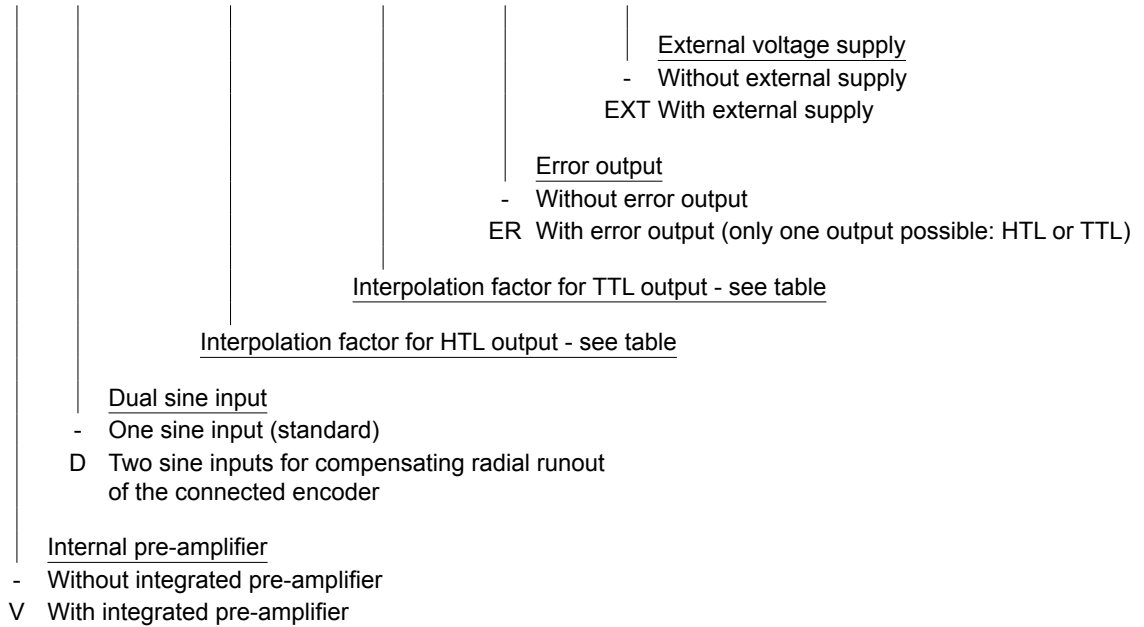 External voltage supply
- Without external supply
EXT With external supply
Error output
- Without error output
ER With error output (only one output possible: HTL or TTL)
Interpolation factor for TTL output - see table
Interpolation factor for HTL output - see table
Dual sine input
- One sine input (standard)
D Two sine inputs for compensating radial runout
of the connected encoder
Internal pre-amplifier
- Without integrated pre-amplifier
V With integrated pre-amplifier